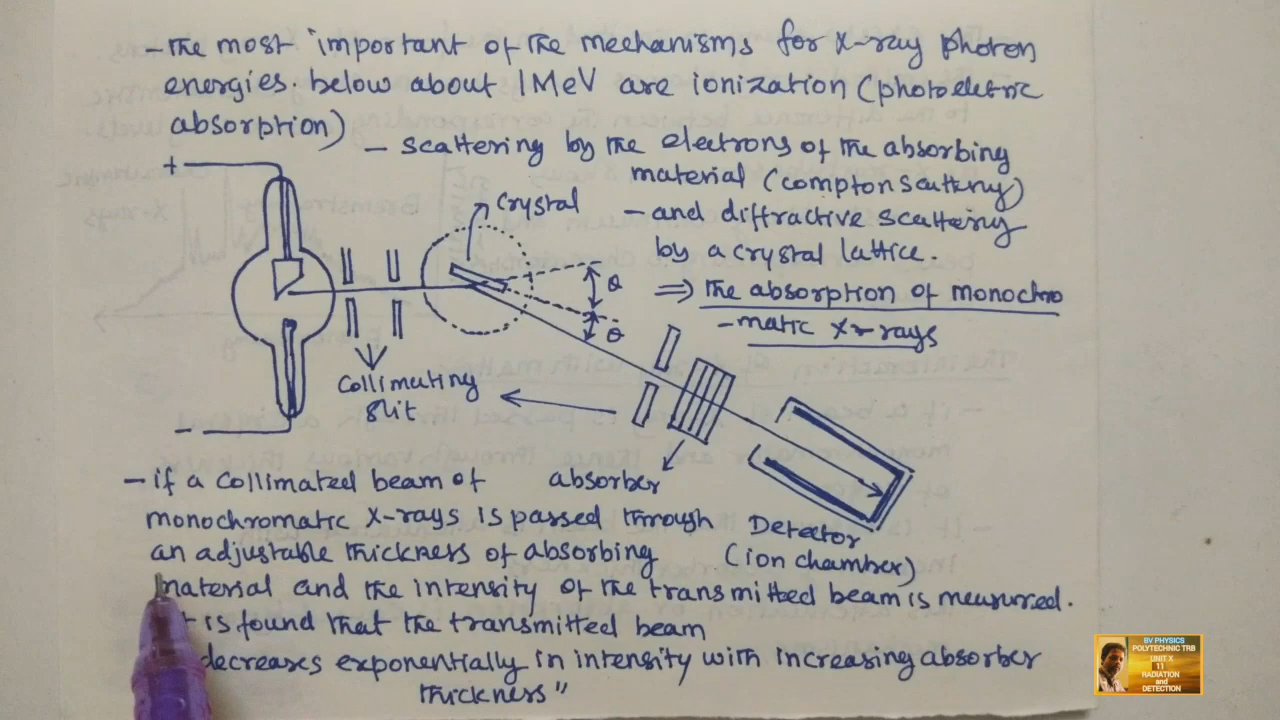 - The most important of the mechanisms for X-ray photon
energies. below about 1MeV are ionization (photoelectric
absorption)
- scattering by the electrons of the absorbing
material (compton scattering)
- and diffractive scattering
by a crystal lattice.
⇒ The absorption of monochro
-matic X-rays
+
crystal
θ
θ
Collimating
slit
-
absorber
Detector
(ion chamber)
- if a collimated beam of
monochromatic X-rays is passed through
an adjustable thickness of absorbing
material and the intensity of the transmitted beam is measured.
is found that the transmitted beam
decreases exponentially in intensity with increasing absorber
thickness"
BV PHYSICS
POLYTECHNIC TRB
UNIT X
11
RADIATION
and
DETECTION